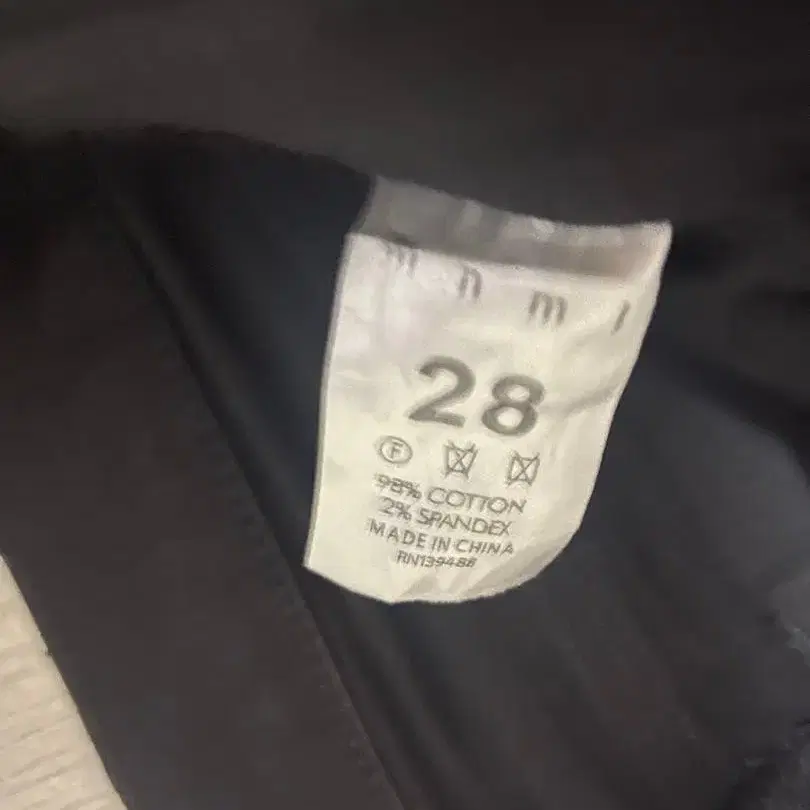 m n m l
28
F
98% COTTON
2% SPANDEX
MADE IN CHINA
RN139488